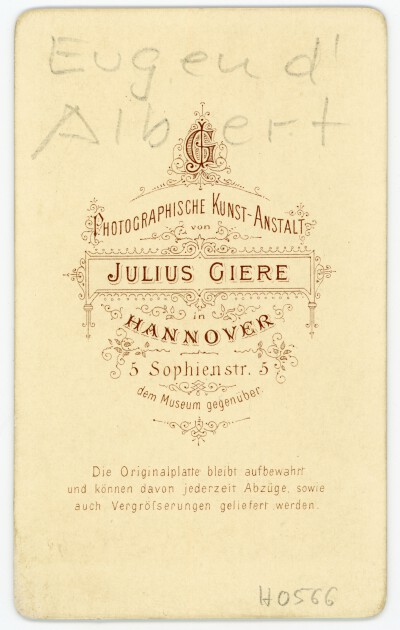 Eugen d'
Albert
JG
PHOTOGRAPHISCHE KUNST-ANSTALT
von
JULIUS GIERE
in
HANNOVER
5 Sophienstr. 5
dem Museum gegenüber.
Die Originalplatte bleibt aufbewahrt
und können davon jederzeit Abzüge, sowie
auch Vergröſserungen geliefert werden.
H0566